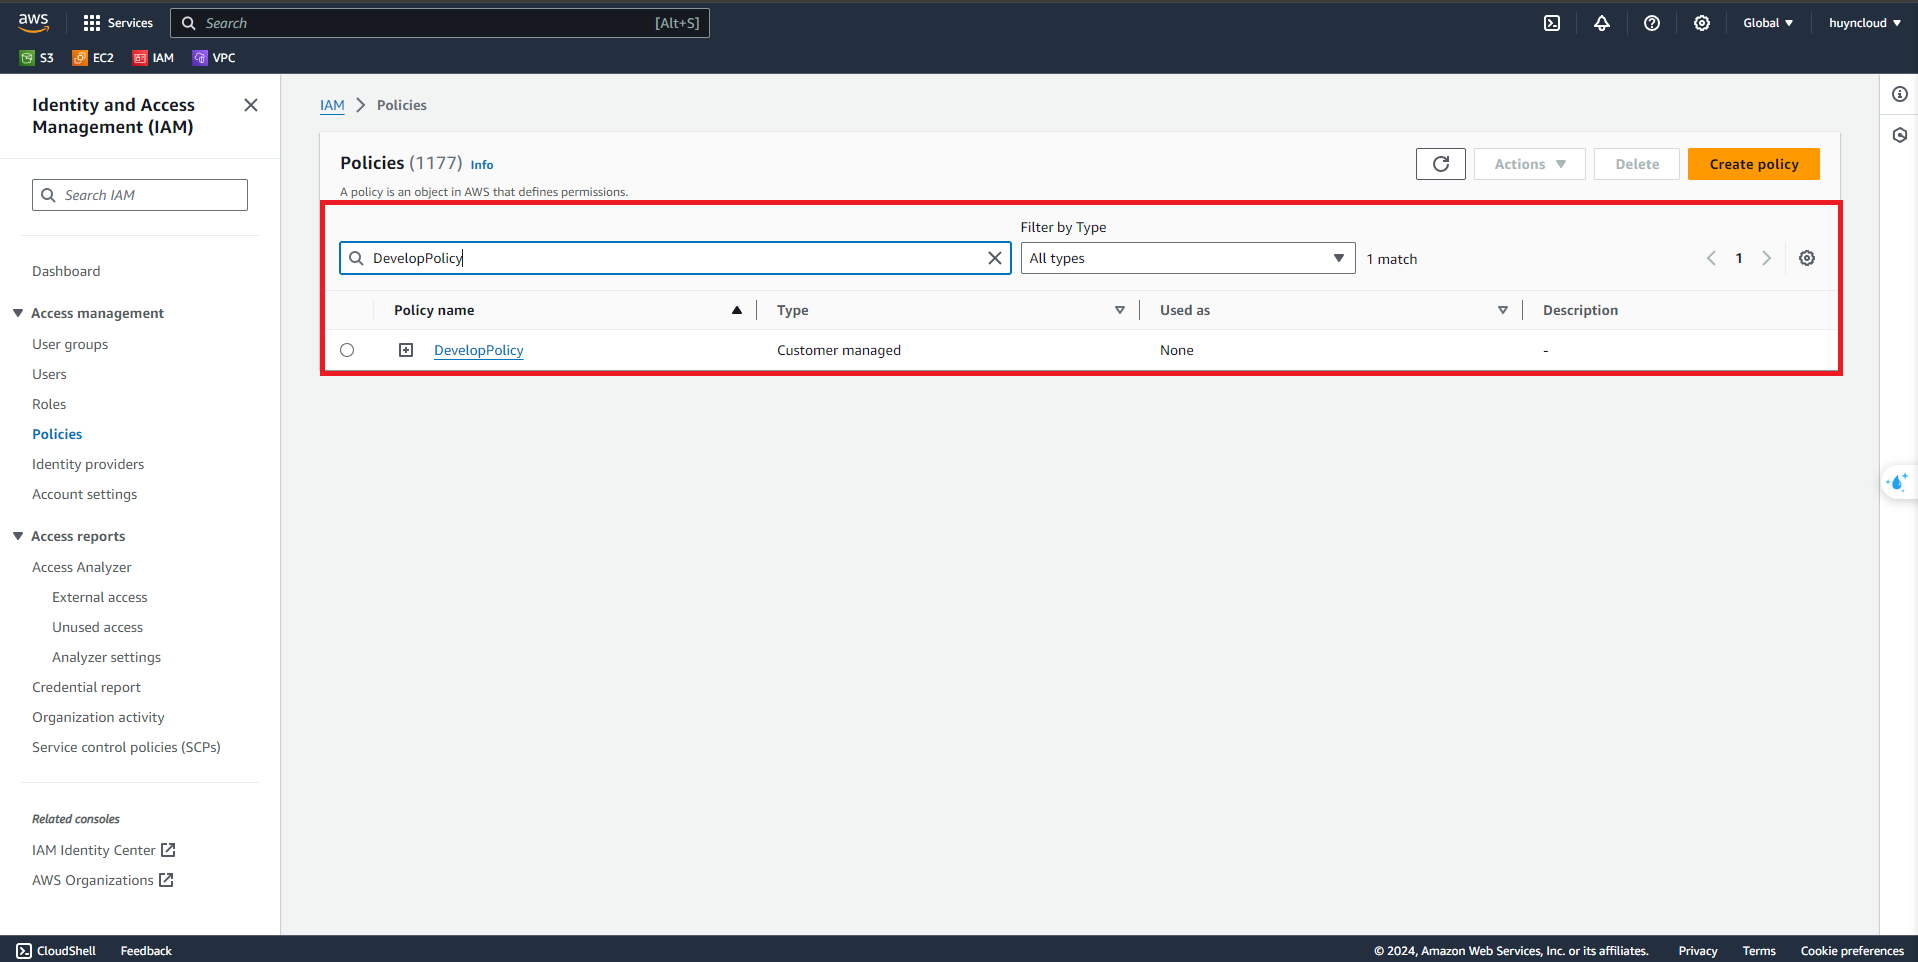 aws
Services
Search [Alt+S]
Global
huyncloud
S3
EC2
IAM
VPC
Identity and Access
Management (IAM)
Search IAM
Dashboard
Access management
User groups
Users
Roles
Policies
Identity providers
Account settings
Access reports
Access Analyzer
External access
Unused access
Analyzer settings
Credential report
Organization activity
Service control policies (SCPs)
Related consoles
IAM Identity Center
AWS Organizations
IAM Policies
Policies (1177) Info
A policy is an object in AWS that defines permissions.
Actions
Delete
Create policy
Filter by Type
DevelopPolicy
All types
1 match
1
Policy name Type Used as Description
DevelopPolicy Customer managed None -
CloudShell Feedback
© 2024, Amazon Web Services, Inc. or its affiliates. Privacy Terms Cookie preferences